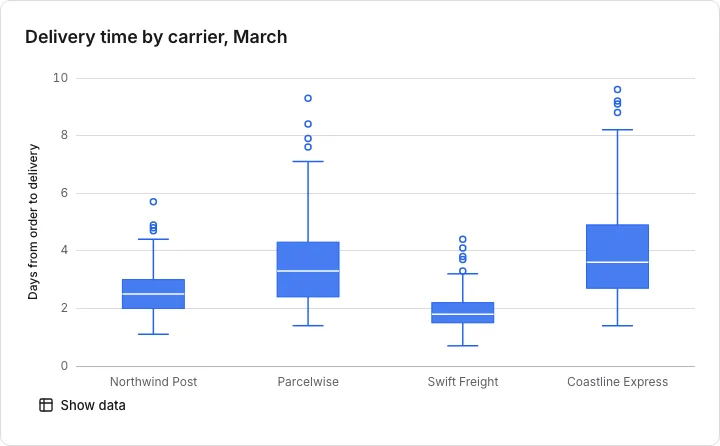 Delivery time by carrier, March
Days from order to delivery
10
8
6
4
2
0
Northwind Post
Parcelwise
Swift Freight
Coastline Express
Show data